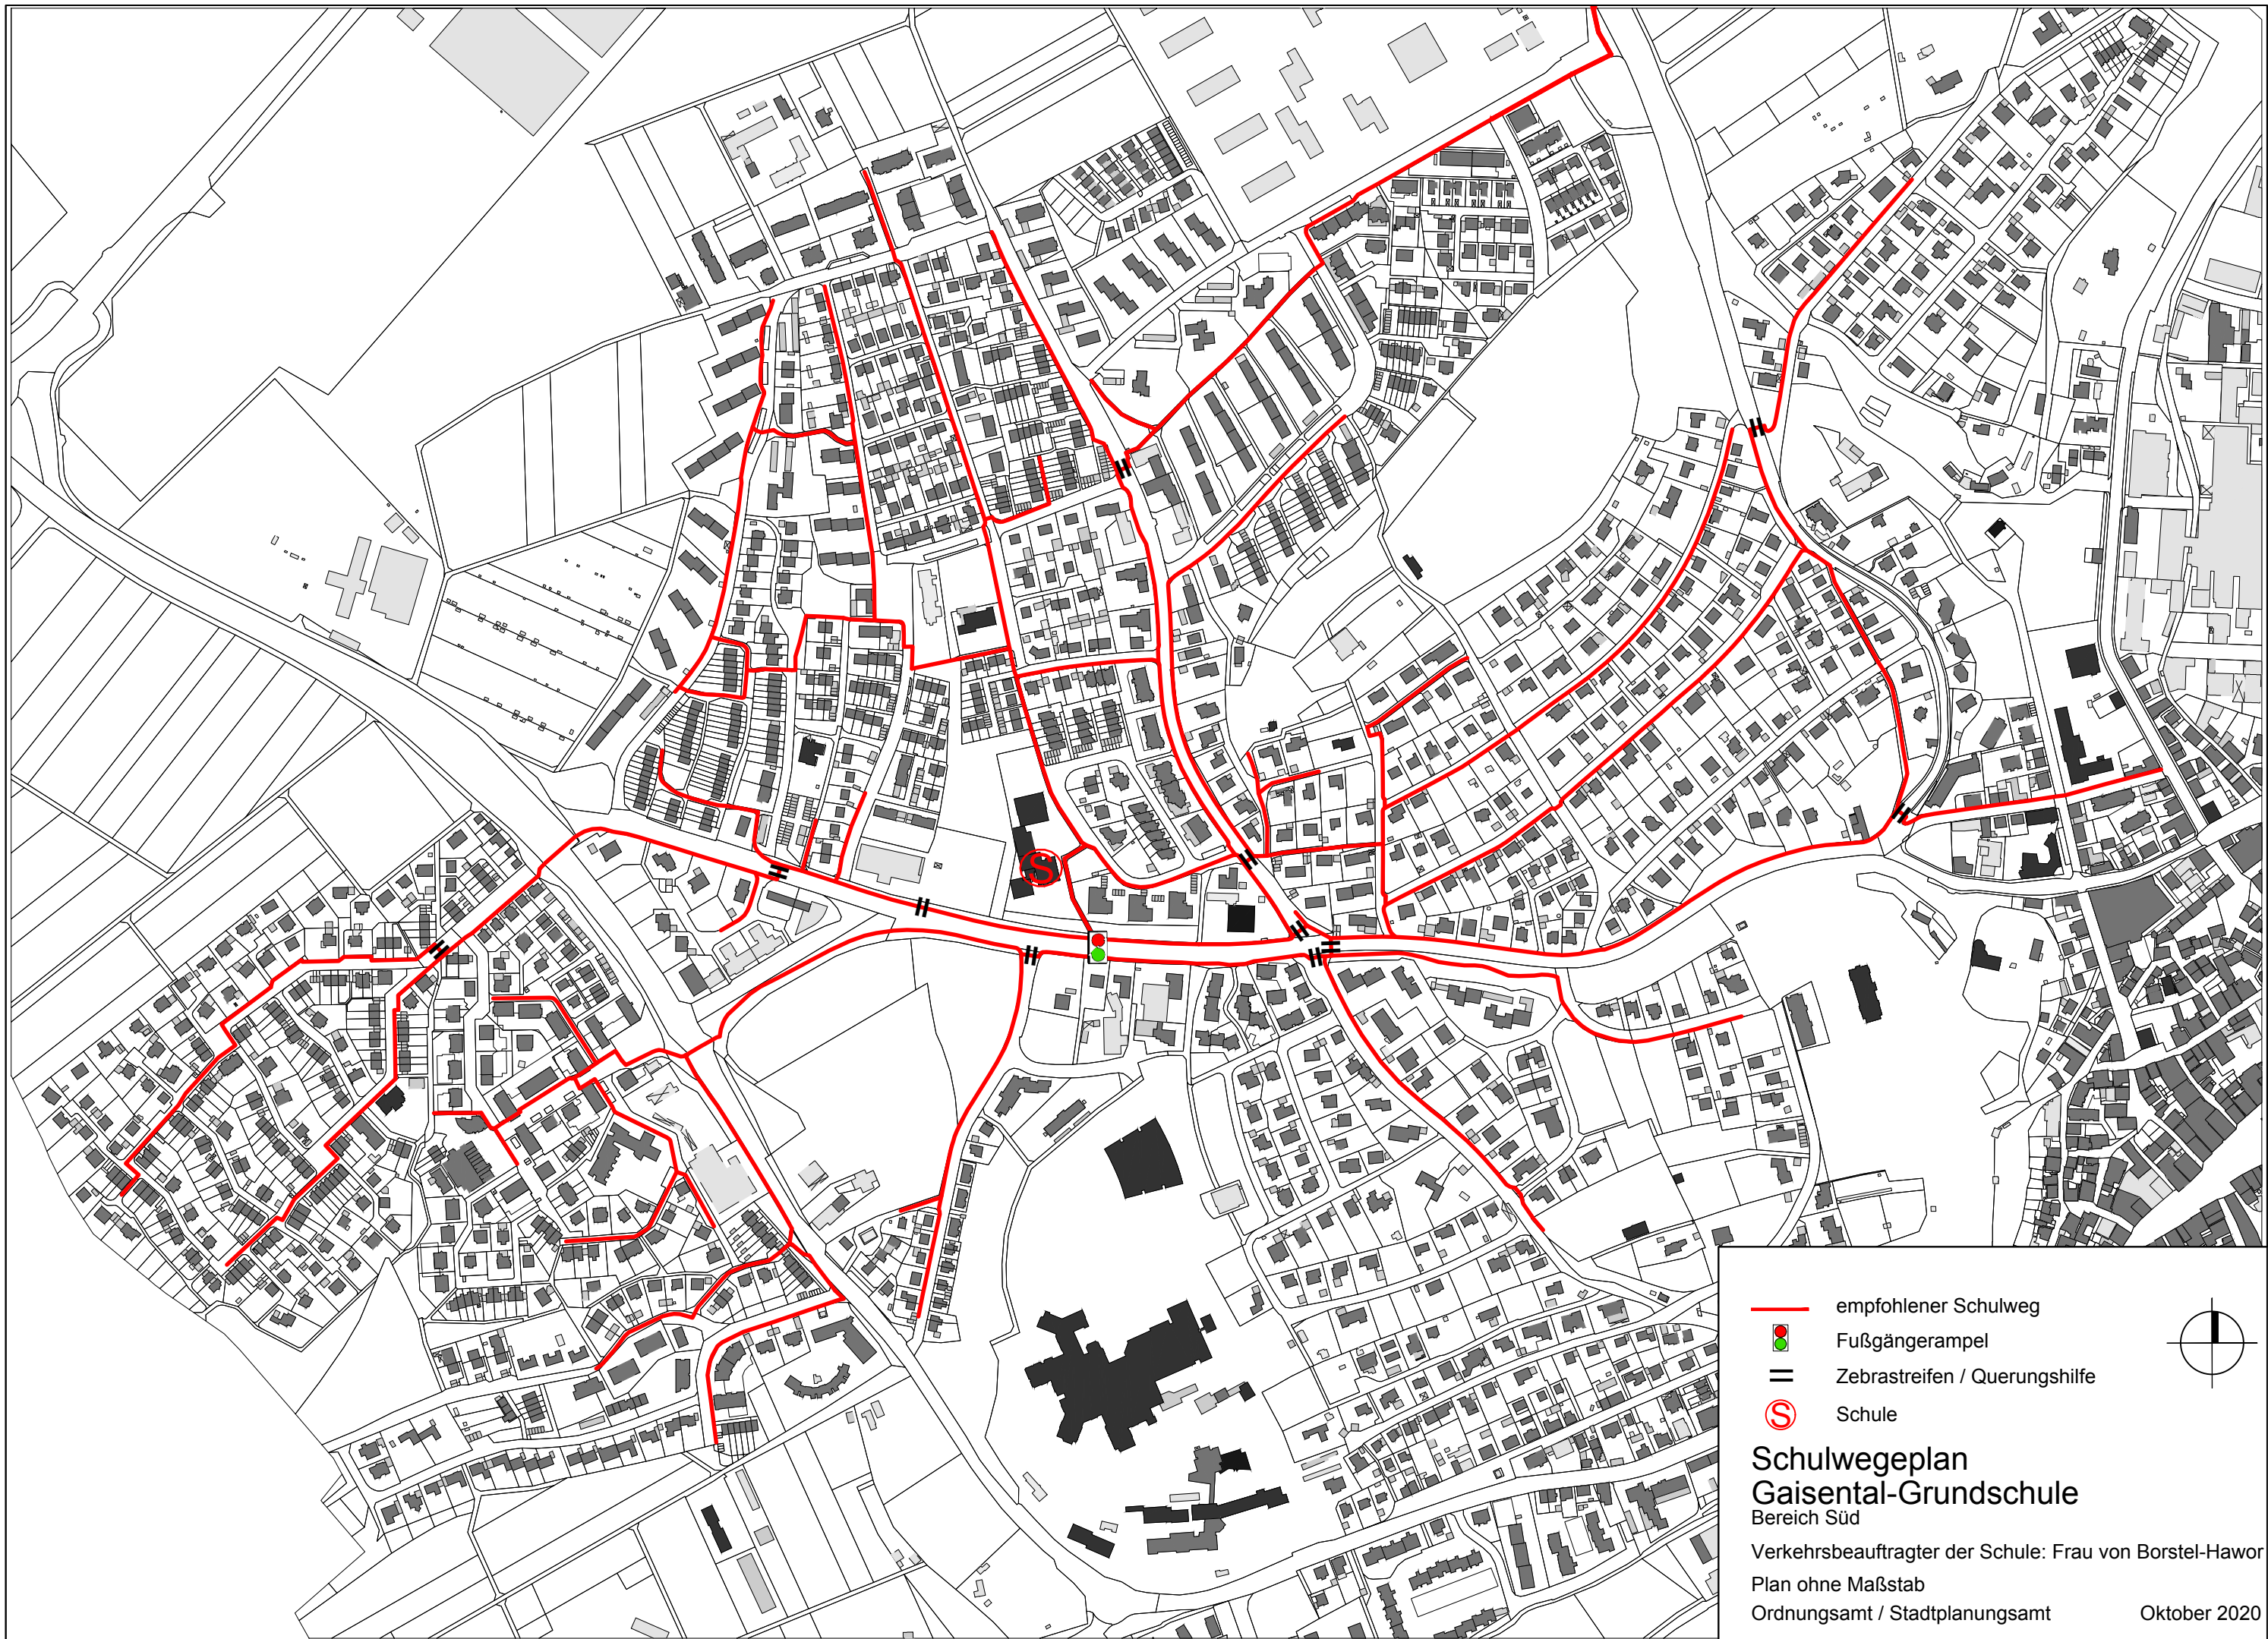 S
empfohlener Schulweg
Fußgängerampel
Zebrastreifen / Querungshilfe
S Schule
Schulwegeplan
Gaisental-Grundschule
Bereich Süd
Verkehrsbeauftragter der Schule: Frau von Borstel-Hawor
Plan ohne Maßstab
Ordnungsamt / Stadtplanungsamt Oktober 2020